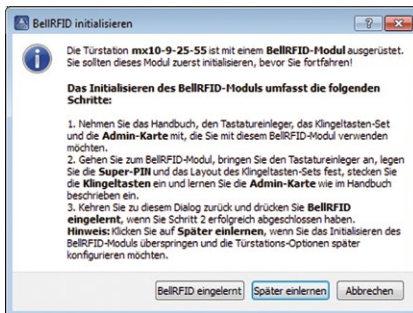 BellRFID initialisieren
Die Türstation mx10-9-25-55 ist mit einem BellRFID-Modul ausgerüstet.
Sie sollten dieses Modul zuerst initialisieren, bevor Sie fortfahren!
Das Initialisieren des BellRFID-Moduls umfasst die folgenden
Schritte:
1. Nehmen Sie das Handbuch, den Tastatureinleger, das Klingeltasten-Set
und die Admin-Karte mit, die Sie mit diesem BellRFID-Modul verwenden
möchten.
2. Gehen Sie zum BellRFID-Modul, bringen Sie den Tastatureinleger an, legen
Sie die Super-PIN und das Layout des Klingeltasten-Sets fest, stecken Sie
die Klingeltasten ein und lernen Sie die Admin-Karte wie im Handbuch
beschrieben ein.
3. Kehren Sie zu diesem Dialog zurück und drücken Sie BellRFID
eingelernt, wenn Sie Schritt 2 erfolgreich abgeschlossen haben.
Hinweis: Klicken Sie auf Später einlernen, wenn Sie das Initialisieren des
BellRFID-Moduls überspringen und die Türstations-Optionen später
konfigurieren möchten.
BellRFID eingelernt Später einlernen Abbrechen